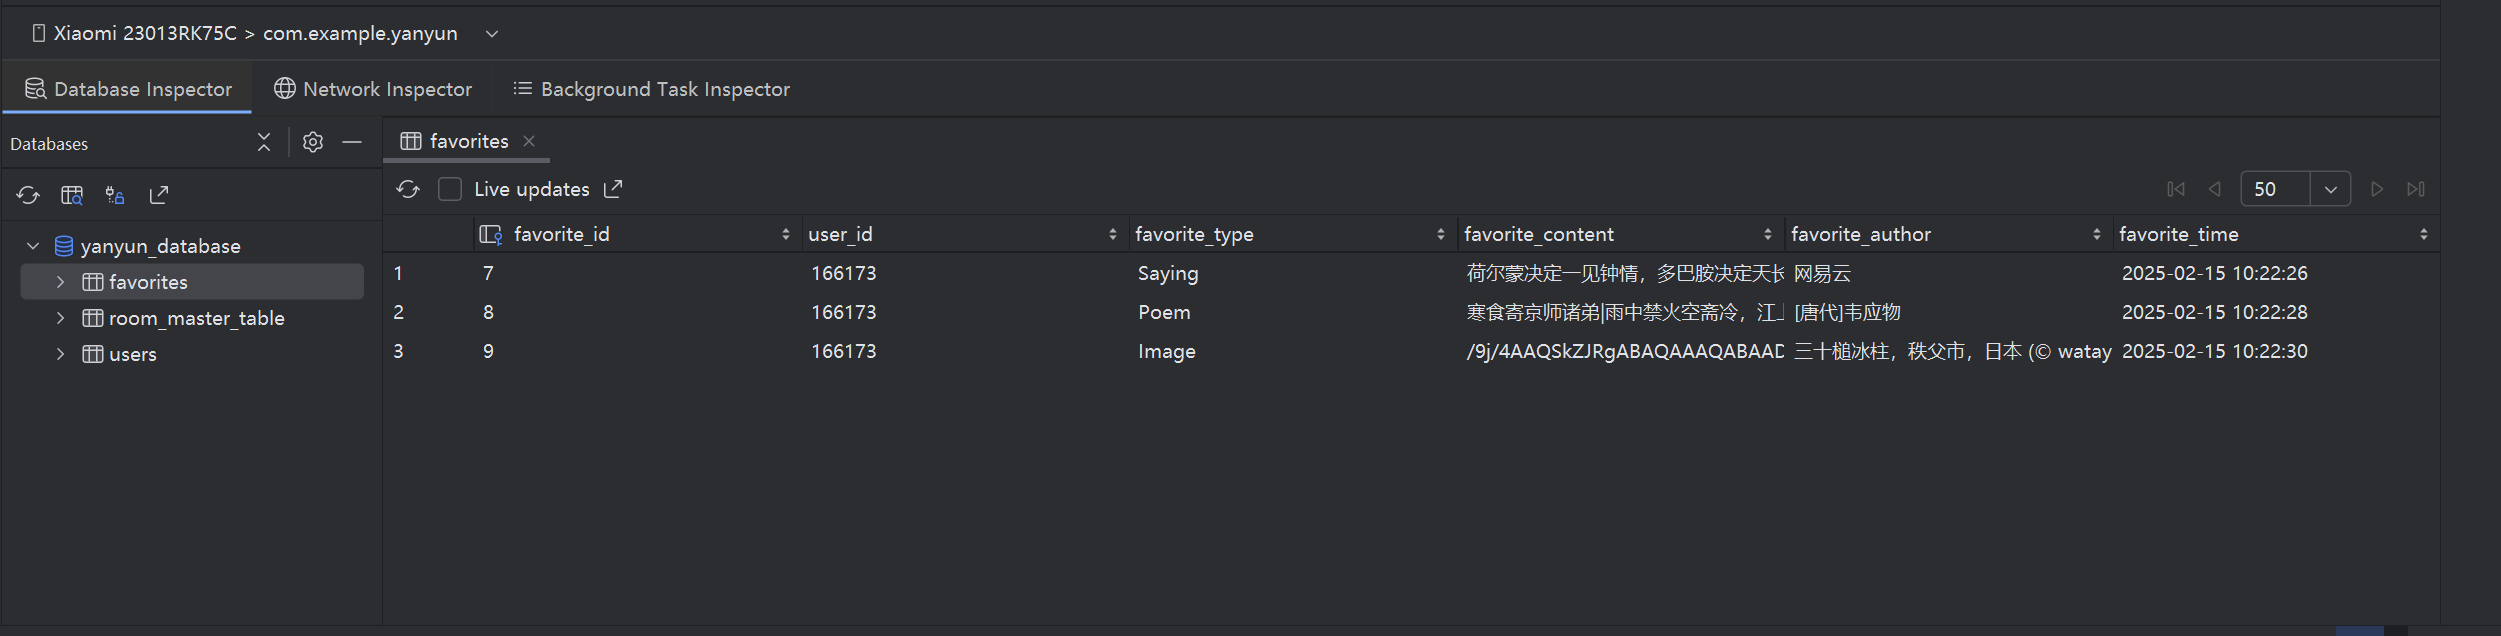 Xiaomi 23013RK75C > com.example.yanyun
Database Inspector Network Inspector Background Task Inspector
Databases
favorites
Live updates
50
yanyun_database
favorites
room_master_table
users
favorite_id user_id favorite_type favorite_content favorite_author favorite_time
1 7 166173 Saying 荷尔蒙决定一见钟情，多巴胺决定天长 网易云 2025-02-15 10:22:26
2 8 166173 Poem 寒食寄京师诸弟|雨中禁火空斋冷，江 [唐代]韦应物 2025-02-15 10:22:28
3 9 166173 Image /9j/4AAQSkZJRgABAQAAAQABAAD 三十槌冰柱，秩父市，日本 (© watay 2025-02-15 10:22:30